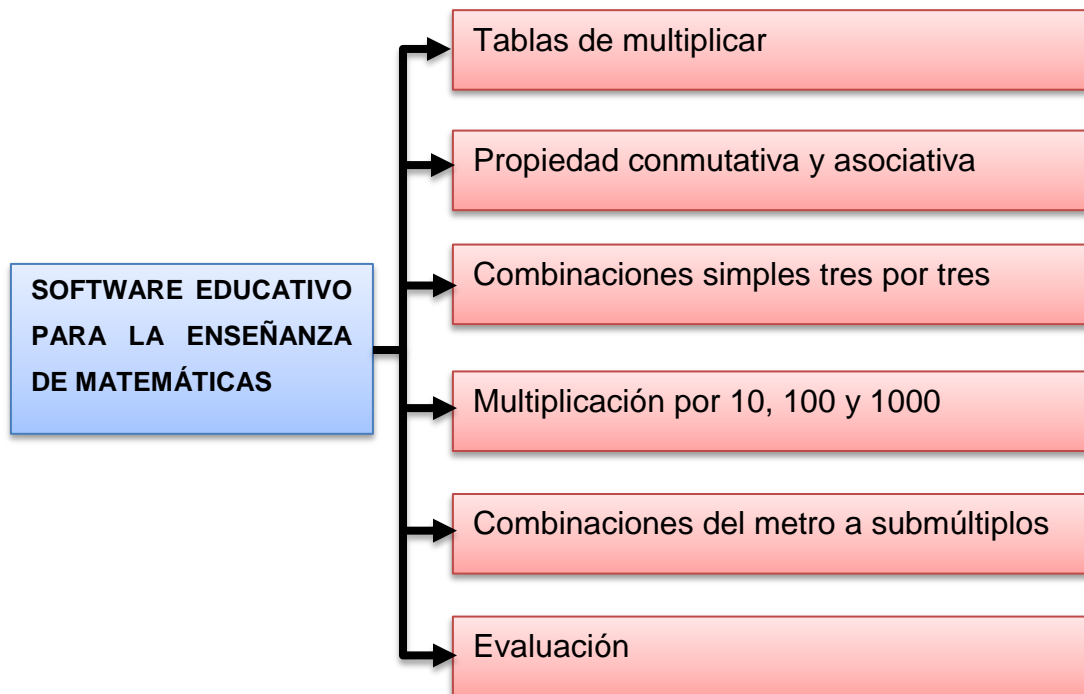 Tablas de multiplicar
Propiedad conmutativa y asociativa
Combinaciones simples tres por tres
SOFTWARE EDUCATIVO
PARA LA ENSEÑANZA
DE MATEMÁTICAS
Multiplicación por 10, 100 y 1000
Combinaciones del metro a submúltiplos
Evaluación